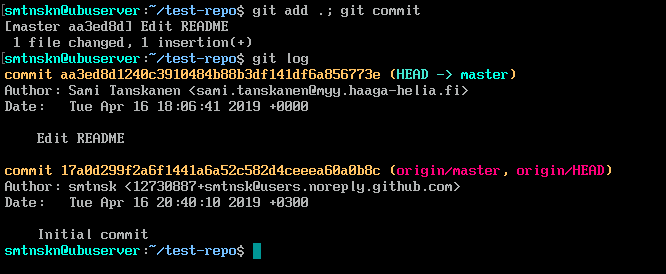 smtnskn@ubuserver:~/test-repo$ git add .; git commit
[master aa3ed8d] Edit README
 1 file changed, 1 insertion(+)
smtnskn@ubuserver:~/test-repo$ git log
commit aa3ed8d1240c3910484b88b3df141df6a856773e (HEAD -> master)
Author: Sami Tanskanen <sami.tanskanen@myy.haaga-helia.fi>
Date:   Tue Apr 16 18:06:41 2019 +0000
    Edit README
commit 17a0d299f2a6f1441a6a52c582d4ceeea60a0b8c (origin/master, origin/HEAD)
Author: smtnsk <12730887+smtnsk@users.noreply.github.com>
Date:   Tue Apr 16 20:40:10 2019 +0300
    Initial commit
smtnskn@ubuserver:~/test-repo$